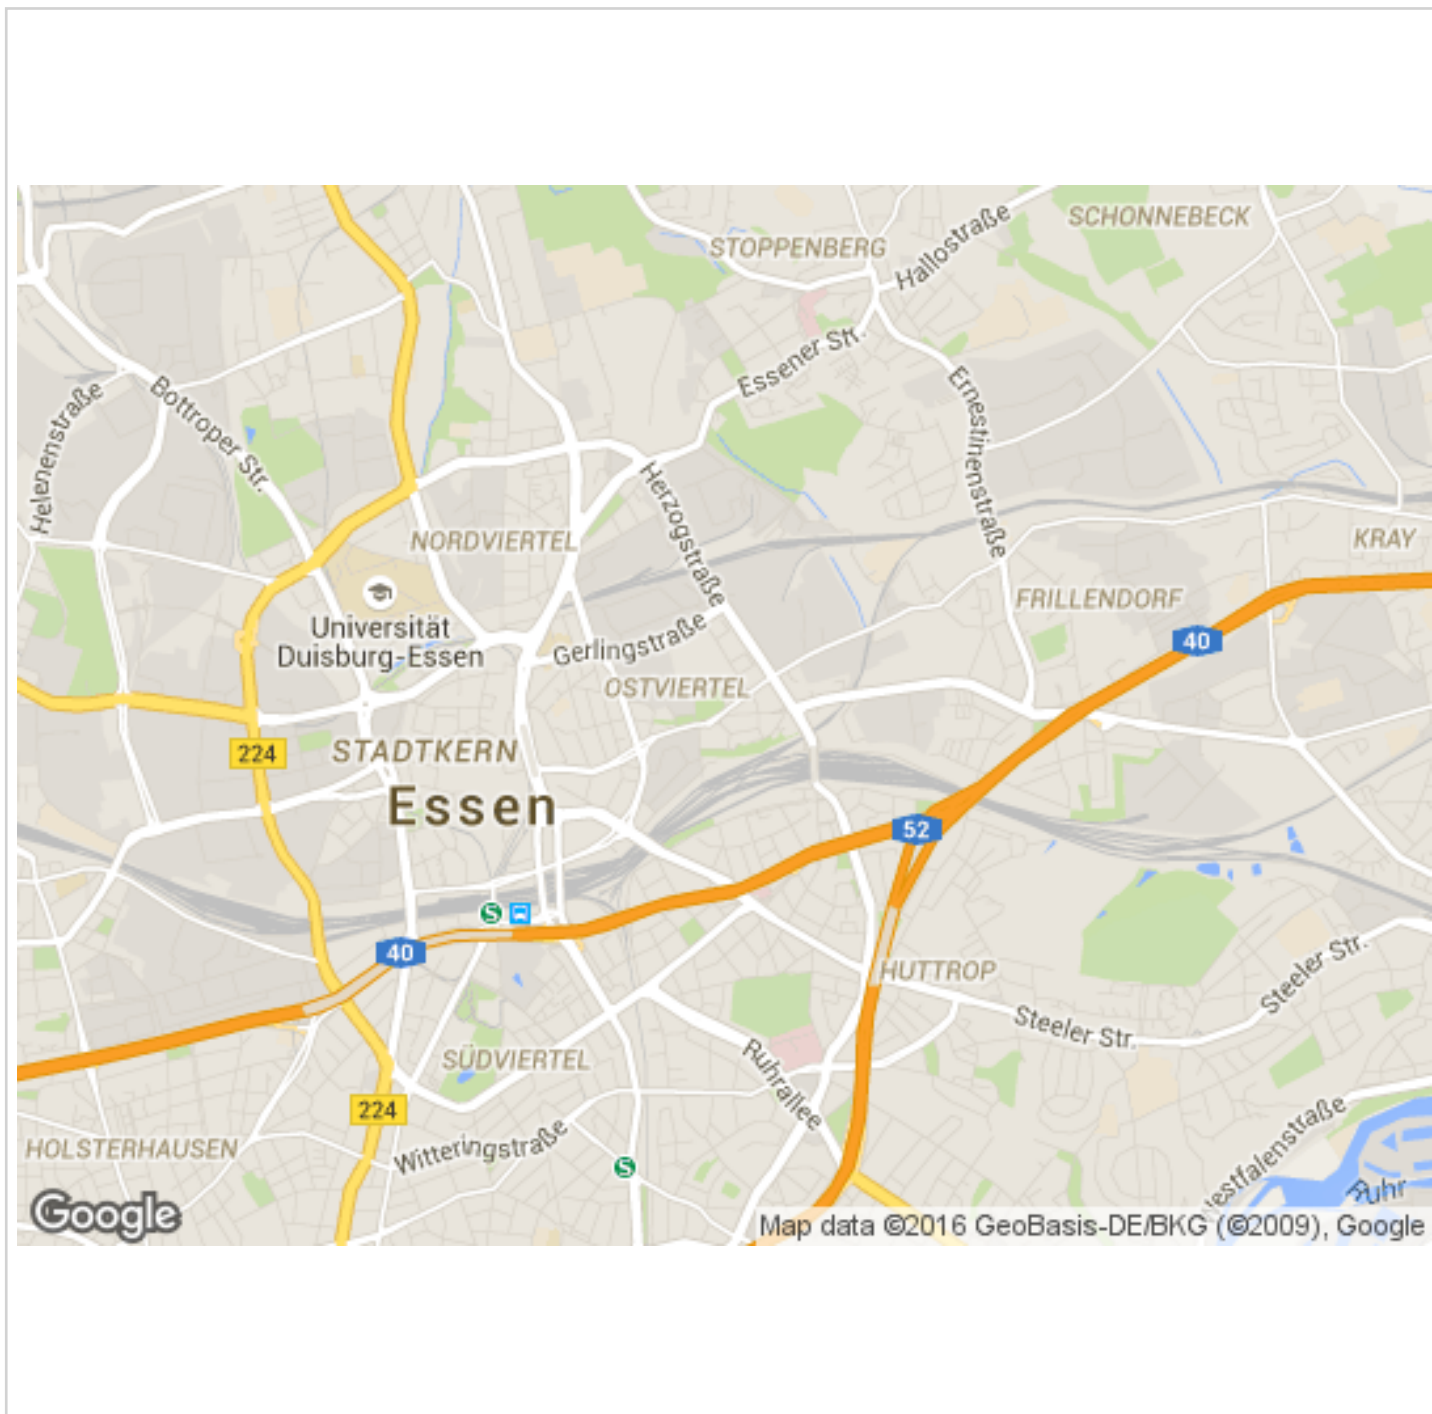 SCHONNEBECK
STOPPENBERG
Hallostraße
Essener Str.
Ernestinenstraße
Helenenstraße
Bottroper Str.
Herzogstraße
NORDVIERTEL
KRAY
FRILLENDORF
Universität
Duisburg-Essen
Gerlingstraße
40
OSTVIERTEL
224
STADTKERN
Essen
52
S
40
HUTTROP
Steeler Str.
Steeler Str.
SÜDVIERTEL
Ruhrallee
224
HOLSTERHAUSEN
Witteringstraße
S
estfalenstraße
Ruhr
Google
Map data ©2016 GeoBasis-DE/BKG (©2009), Google